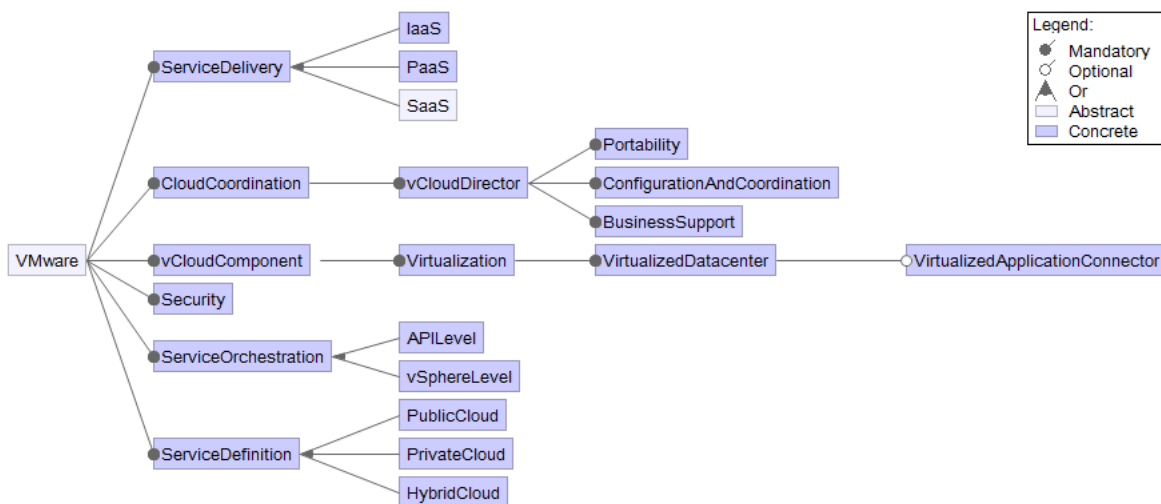 IaaS
ServiceDelivery
PaaS
SaaS
Portability
CloudCoordination
vCloudDirector
ConfigurationAndCoordination
BusinessSupport
VMware
vCloudComponent
Virtualization
VirtualizedDatacenter
VirtualizedApplicationConnector
Security
APILevel
ServiceOrchestration
vSphereLevel
PublicCloud
ServiceDefinition
PrivateCloud
HybridCloud
Legend:
Mandatory
Optional
Or
Abstract
Concrete